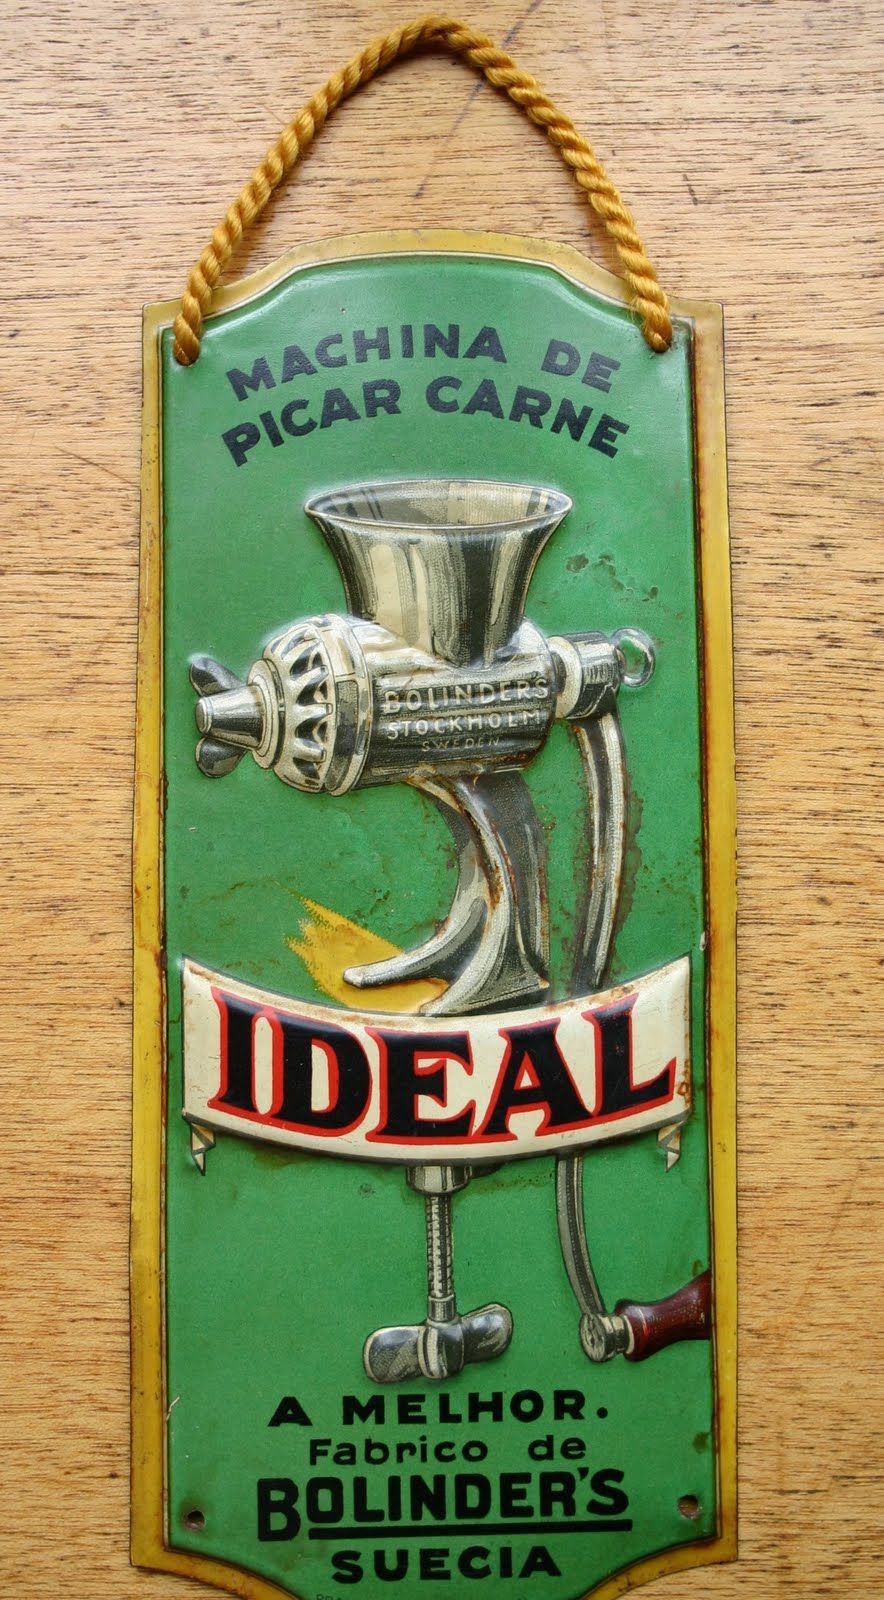 MACHINA DE
PICAR CARNE
BOLINDER'S
STOCKHOLM
SWEDEN
IDEAL
A MELHOR.
Fabrico de
BOLINDER'S
SUECIA